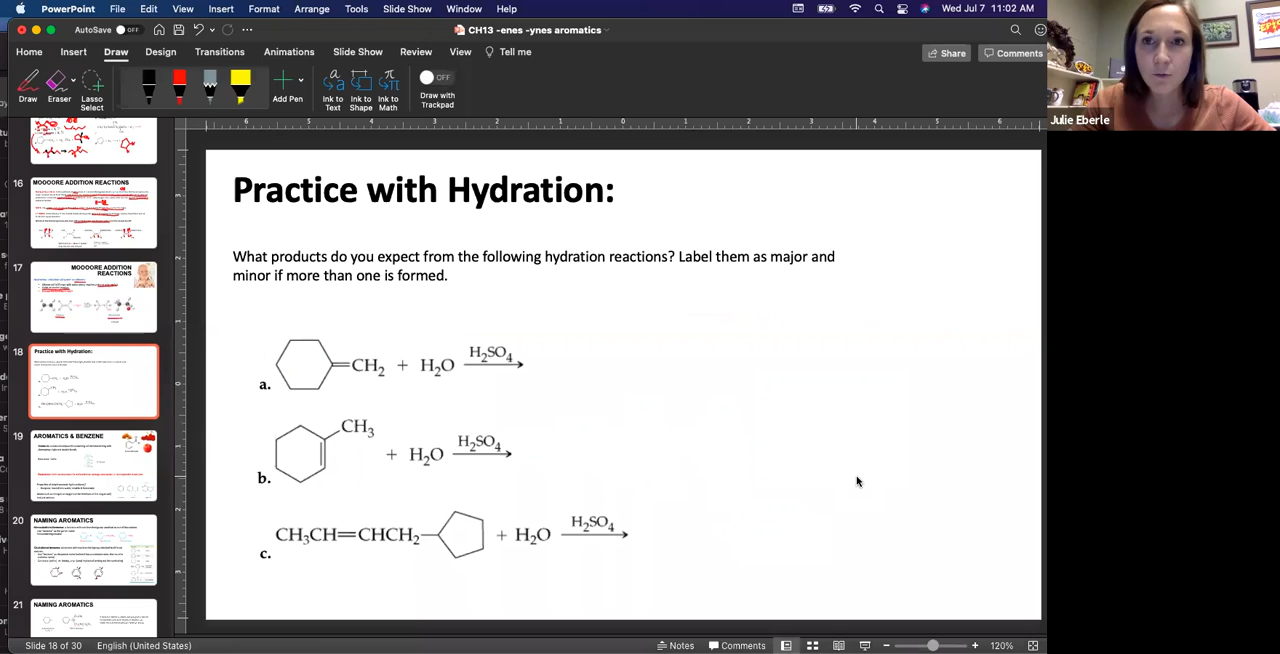 PowerPoint File Edit View Insert Format Arrange Tools Slide Show Window Help Wed Jul 7 11:02 AM
AutoSave OFF CH13 -enes -ynes aromatics
Home Insert Draw Design Transitions Animations Slide Show Review View Tell me Share Comments
Draw Eraser Lasso Select Add Pen Ink to Text Ink to Shape Ink to Math OFF Draw with Trackpad
Julie Eberle
16
MOOOORE ADDITION REACTIONS
17
MOOOORE ADDITION
REACTIONS
18
Practice with Hydration:
19
AROMATICS & BENZENE
20
NAMING AROMATICS
21
NAMING AROMATICS
Practice with Hydration:
What products do you expect from the following hydration reactions? Label them as major and
minor if more than one is formed.
a. =CH₂ + H₂O H₂SO₄
b. CH₃ + H₂O H₂SO₄
c. CH₃CH=CHCH₂ + H₂O H₂SO₄
Slide 18 of 30 English (United States) Notes Comments 120%